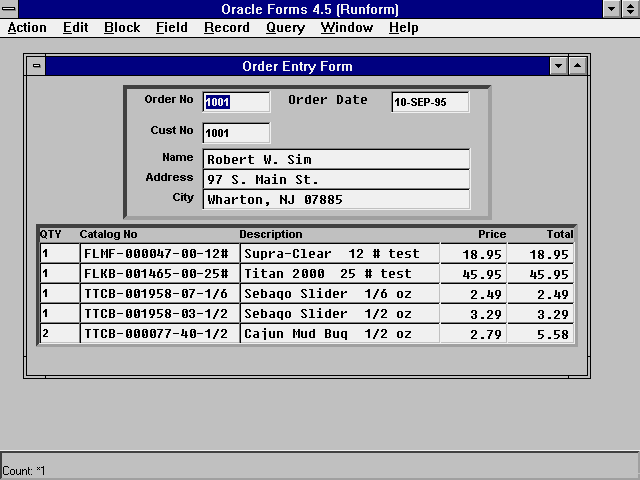 Oracle Forms 4.5 (Runform)
Action Edit Block Field Record Query Window Help
Order Entry Form
Order No 1001 Order Date 10-SEP-95
Cust No 1001
Name Robert W. Sim
Address 97 S. Main St.
City Wharton, NJ 07885
QTY Catalog No Description Price Total
1 FLMF-000047-00-12# Supra-Clear 12 # test 18.95 18.95
1 FLKB-001465-00-25# Titan 2000 25 # test 45.95 45.95
1 TTCB-001958-07-1/6 Sebago Slider 1/6 oz 2.49 2.49
1 TTCB-001958-03-1/2 Sebago Slider 1/2 oz 3.29 3.29
2 TTCB-000077-40-1/2 Cajun Mud Bug 1/2 oz 2.79 5.58
Count: *1